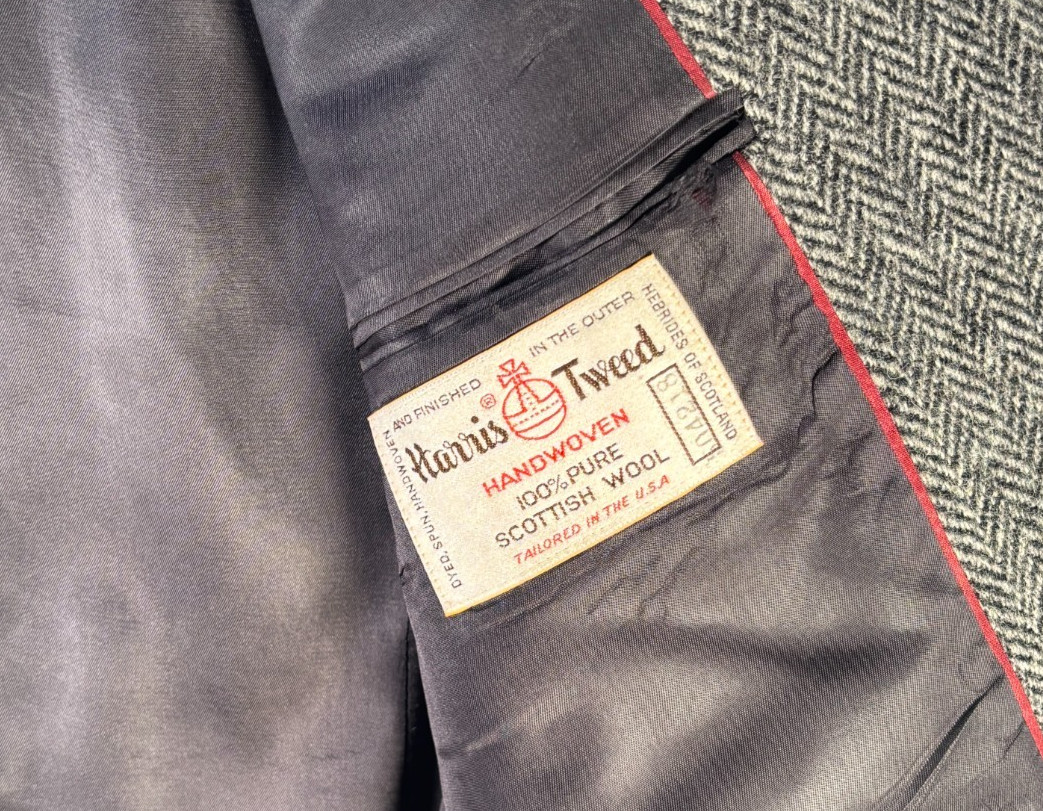 DYED, SPUN, HANDWOVEN AND FINISHED IN THE OUTER HEBRIDES OF SCOTLAND
Harris Tweed
®
HANDWOVEN
100% PURE
SCOTTISH WOOL
TAILORED IN THE U.S.A